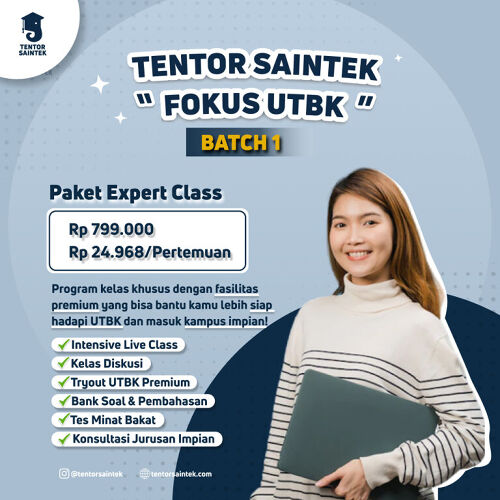 TENTOR
SAINTEK
TENTOR SAINTEK
" FOKUS UTBK "
BATCH 1
Paket Expert Class
Rp 799.000
Rp 24.968/Pertemuan
Program kelas khusus dengan fasilitas
premium yang bisa bantu kamu lebih siap
hadapi UTBK dan masuk kampus impian!
Intensive Live Class
Kelas Diskusi
Tryout UTBK Premium
Bank Soal & Pembahasan
Tes Minat Bakat
Konsultasi Jurusan Impian
@tentorsaintek tentorsaintek.com